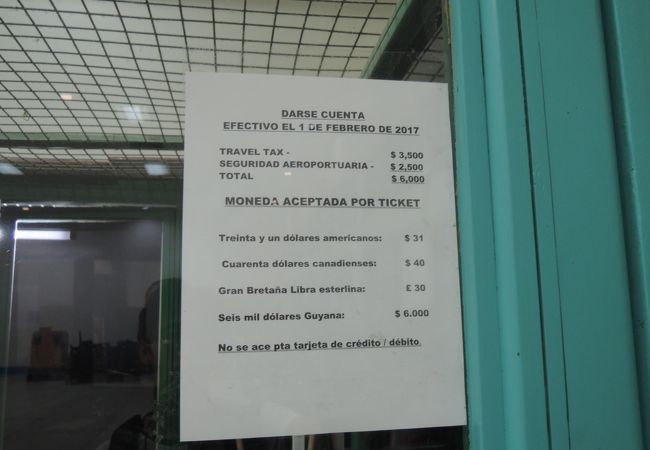 DARSE CUENTA
EFECTIVO EL 1 DE FEBRERO DE 2017
TRAVEL TAX - $ 3,500
SEGURIDAD AEROPORTUARIA - $ 2,500
TOTAL $ 6,000
MONEDA ACEPTADA POR TICKET
Treinta y un dólares americanos: $ 31
Cuarenta dólares canadienses: $ 40
Gran Bretaña Libra esterlina: £ 30
Seis mil dólares Guyana: $ 6.000
No se ace pta tarjeta de crédito / débito.